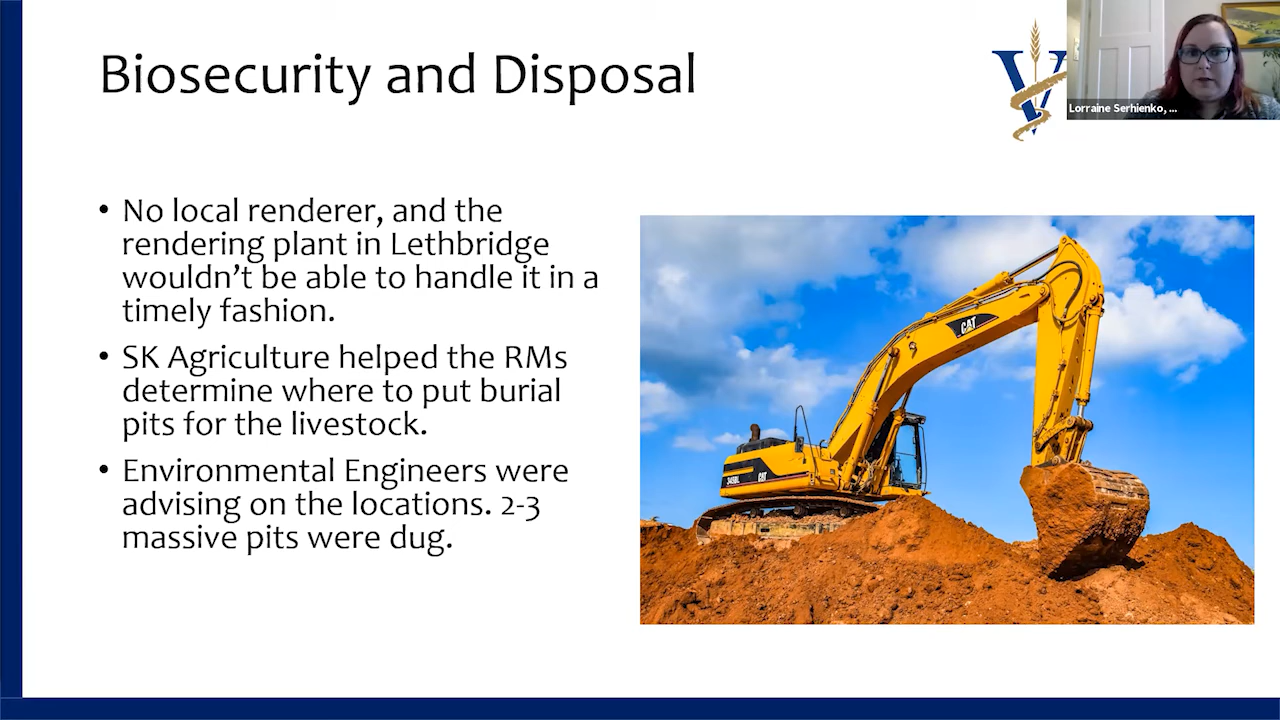 Biosecurity and Disposal
V
Lorraine Serhienko, ...
• No local renderer, and the
rendering plant in Lethbridge
wouldn't be able to handle it in a
timely fashion.
• SK Agriculture helped the RMs
determine where to put burial
pits for the livestock.
• Environmental Engineers were
advising on the locations. 2-3
massive pits were dug.
CAT
345BL
CAT